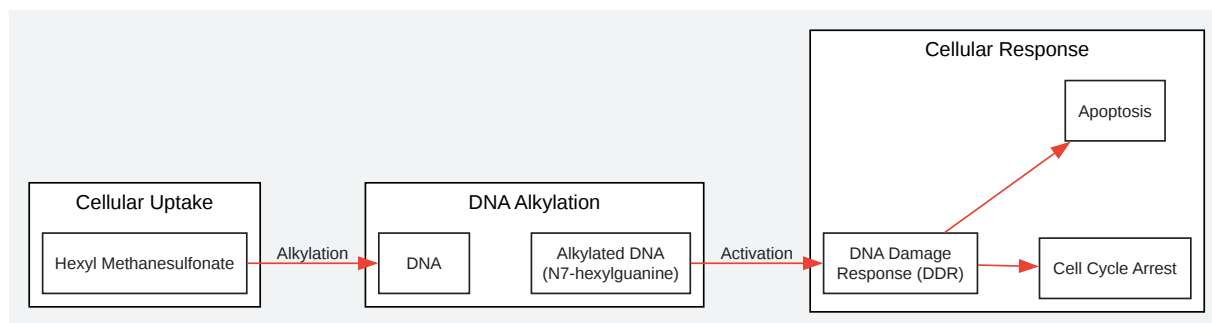 Cellular Uptake
Hexyl Methanesulfonate
Alkylation
DNA Alkylation
DNA
Alkylated DNA
(N7-hexylguanine)
Activation
Cellular Response
DNA Damage
Response (DDR)
Apoptosis
Cell Cycle Arrest